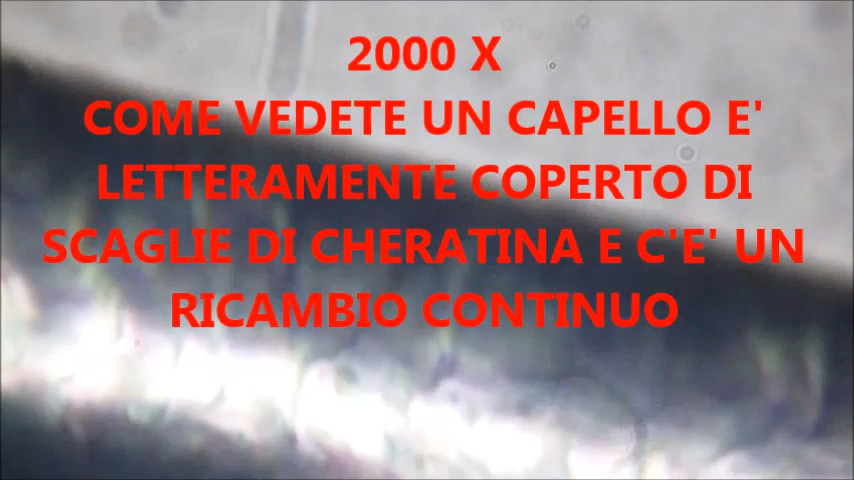 2000 X
COME VEDETE UN CAPELLO E'
LETTERAMENTE COPERTO DI
SCAGLIE DI CHERATINA E C'E' UN
RICAMBIO CONTINUO